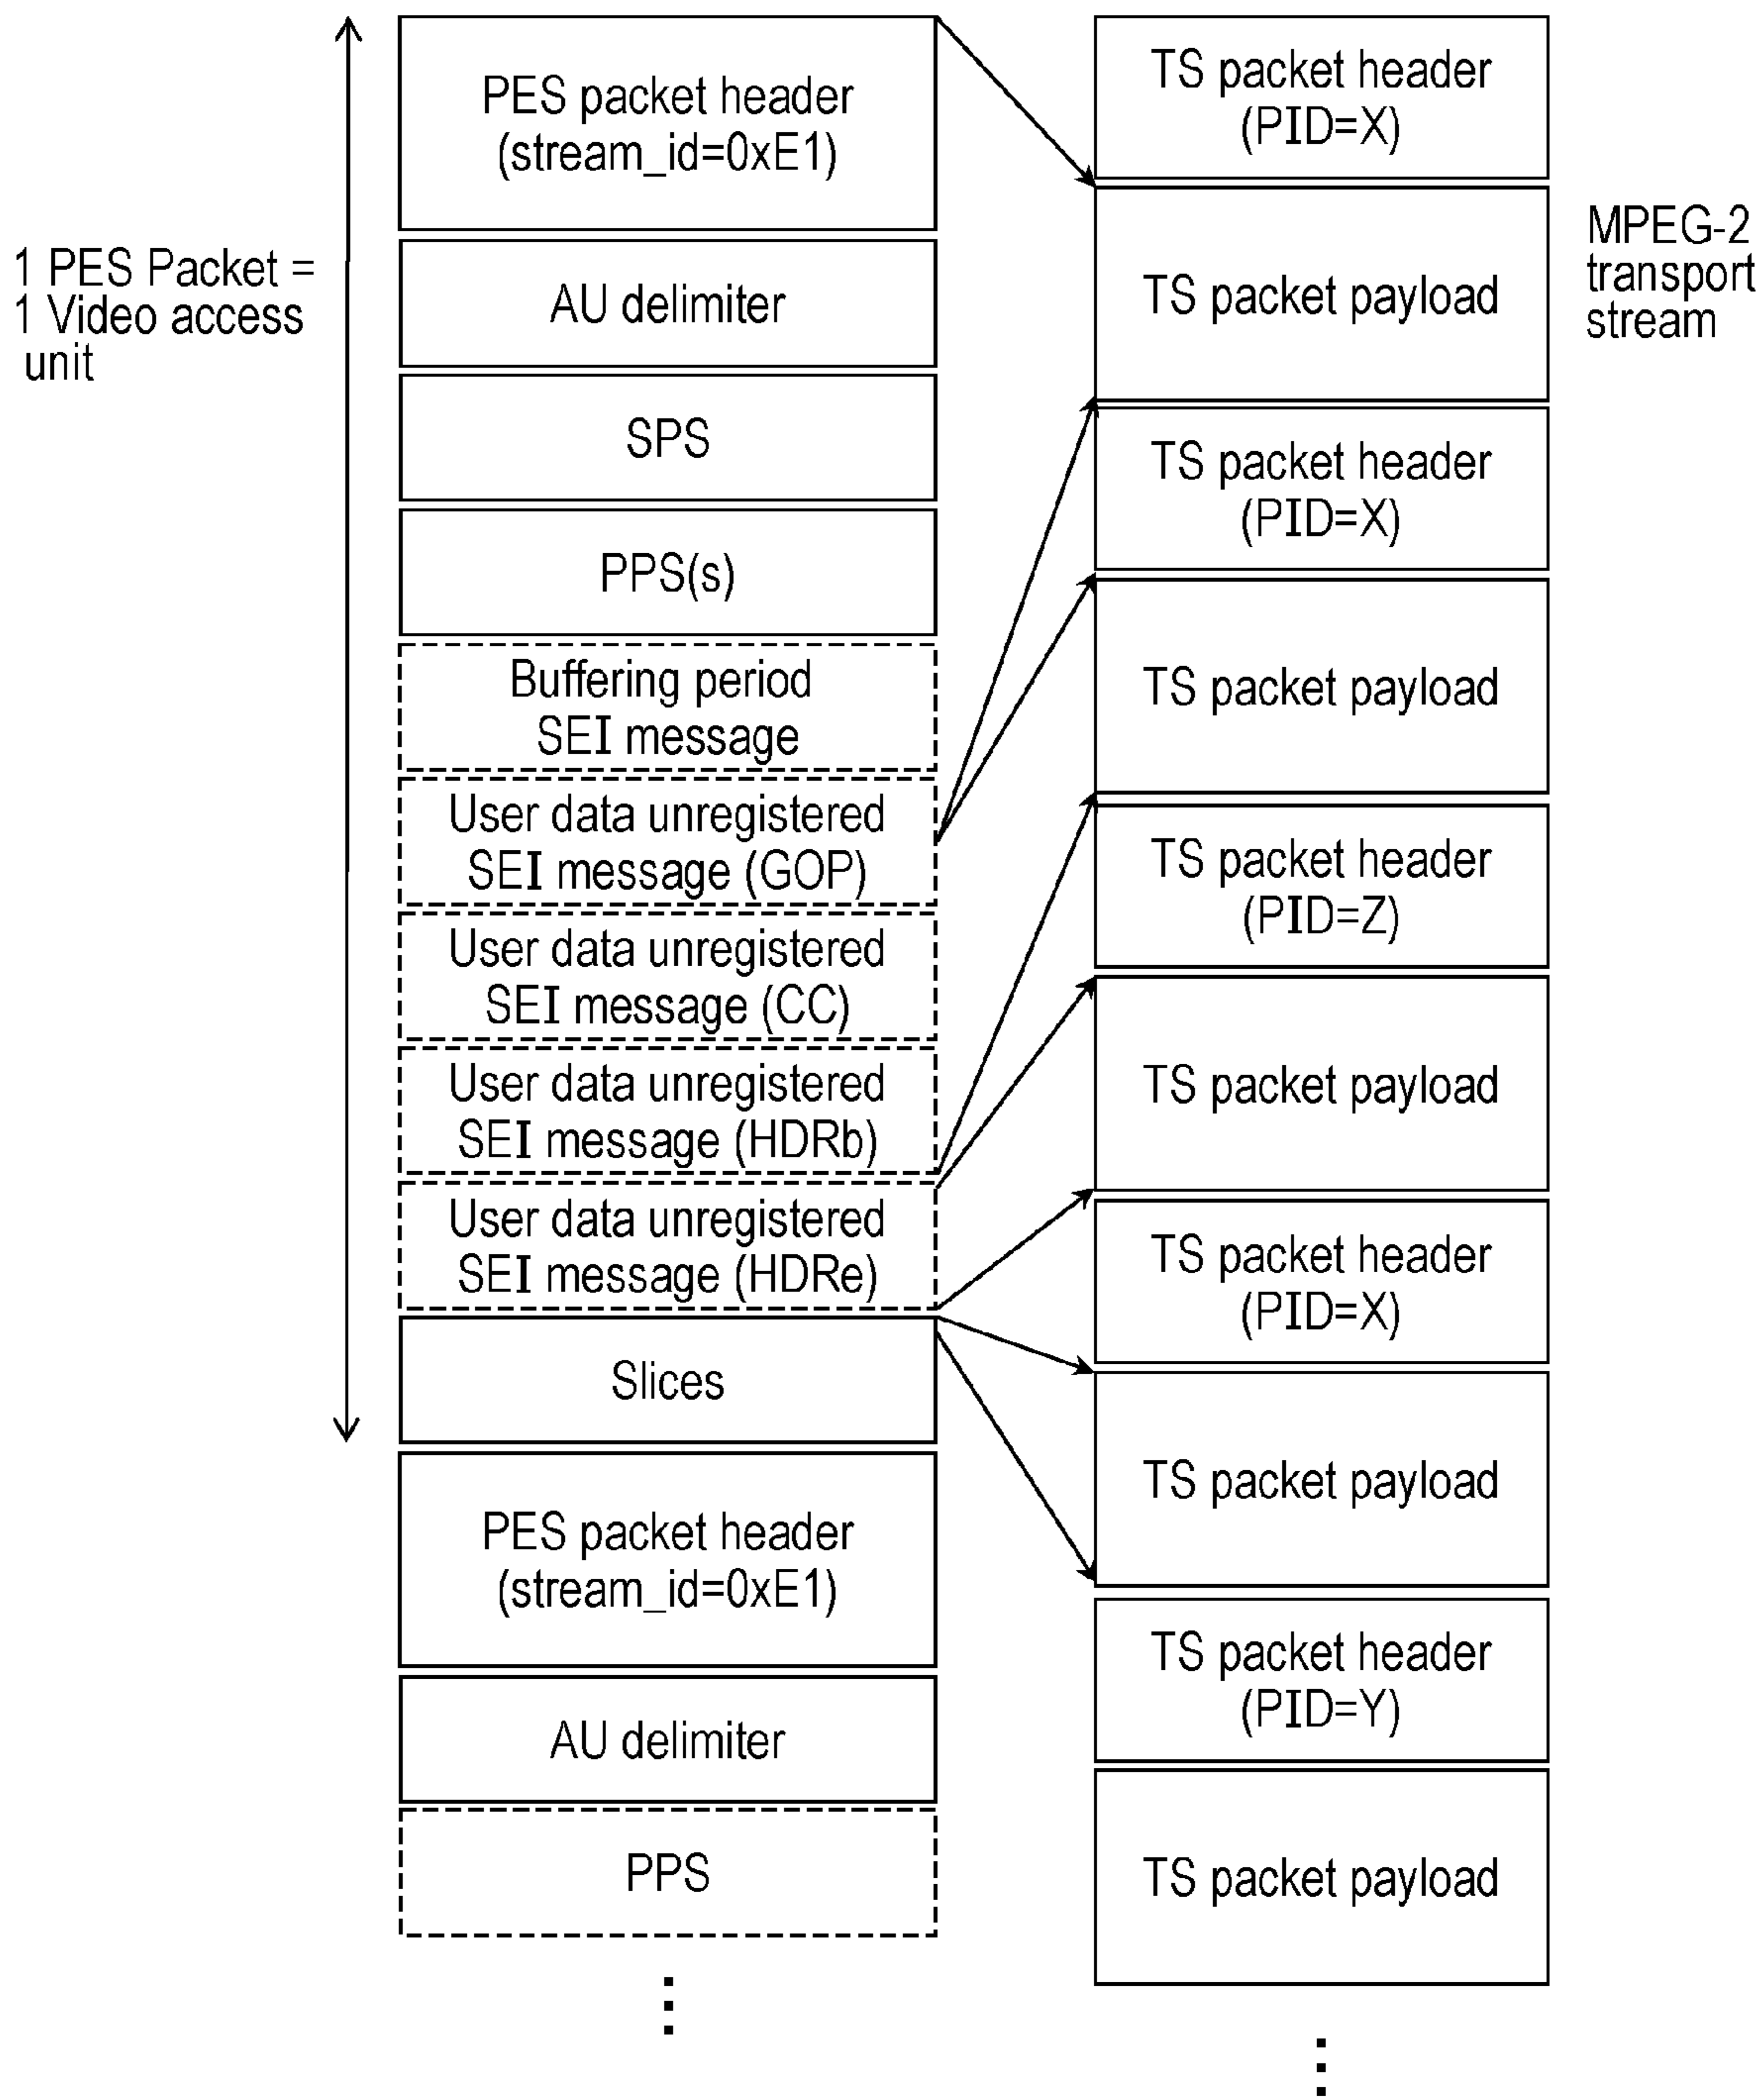 1 PES Packet =
1 Video access
unit
PES packet header
(stream_id=0xE1)
AU delimiter
SPS
PPS(s)
Buffering period
SEI message
User data unregistered
SEI message (GOP)
User data unregistered
SEI message (CC)
User data unregistered
SEI message (HDRb)
User data unregistered
SEI message (HDRe)
Slices
PES packet header
(stream_id=0xE1)
AU delimiter
PPS
TS packet header
(PID=X)
TS packet payload
TS packet header
(PID=X)
TS packet payload
TS packet header
(PID=Z)
TS packet payload
TS packet header
(PID=X)
TS packet payload
TS packet header
(PID=Y)
TS packet payload
MPEG-2
transport
stream